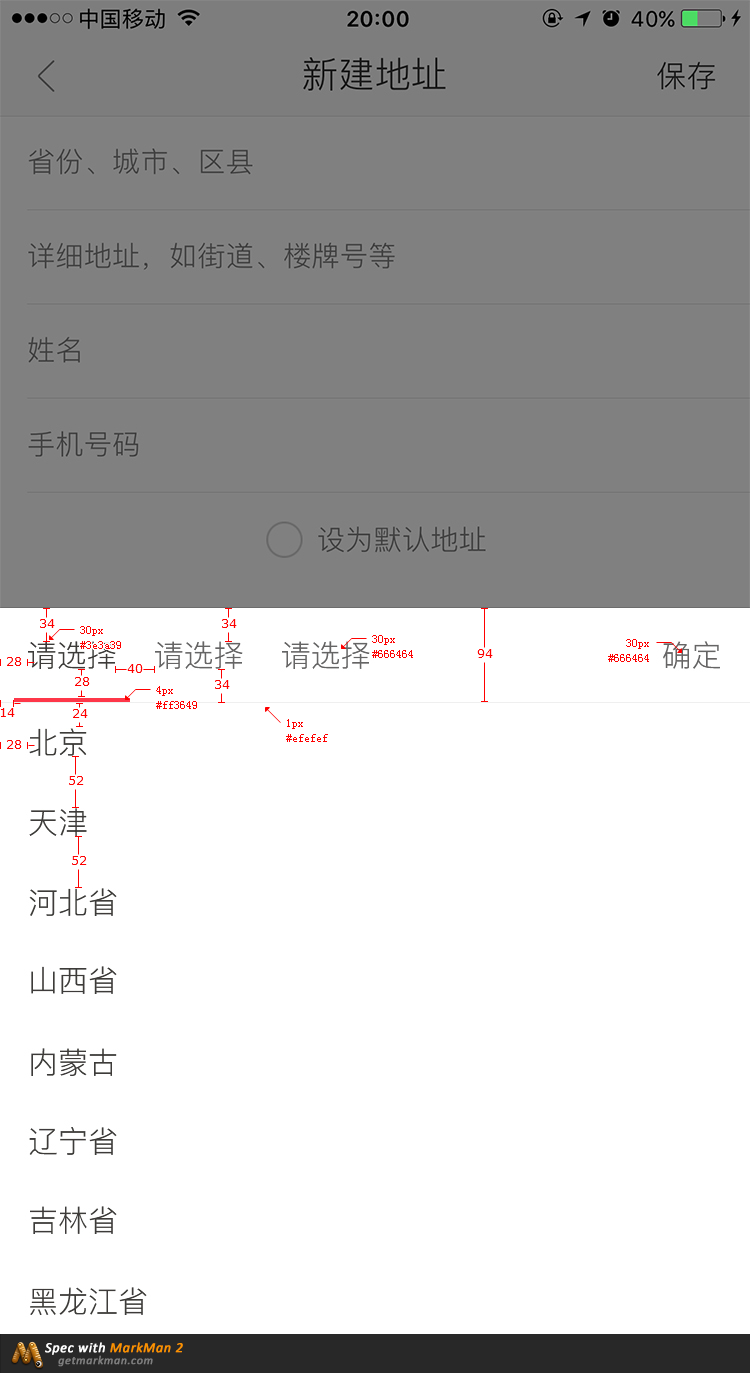 中国移动 20:00 40%
新建地址 保存
省份、城市、区县
详细地址，如街道、楼牌号等
姓名
手机号码
设为默认地址
34 30px 34 30px 94 30px
#3e3a39 #666464 #666464
28 请选择 40 请选择 请选择 确定
28 34
4px
#ff3649
14 24
1px
#efefef
28 北京
52
天津
52
河北省
山西省
内蒙古
辽宁省
吉林省
黑龙江省
Spec with MarkMan 2
getmarkman.com